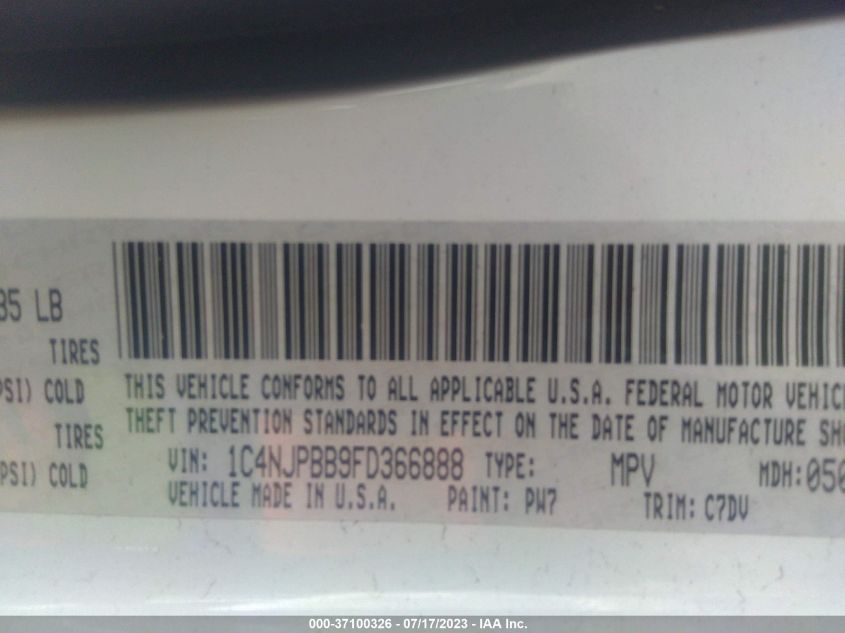 85 LB
TIRES
PSI) COLD
TIRES
PSI) COLD
THIS VEHICLE CONFORMS TO ALL APPLICABLE U.S.A. FEDERAL MOTOR VEHIC
THEFT PREVENTION STANDARDS IN EFFECT ON THE DATE OF MANUFACTURE SH
VIN: 1C4NJPBB9FD366888 TYPE: MPV MDH: 050
VEHICLE MADE IN U.S.A. PAINT: PW7 TRIM: C7DV
000-37100326 - 07/17/2023 - IAA Inc.